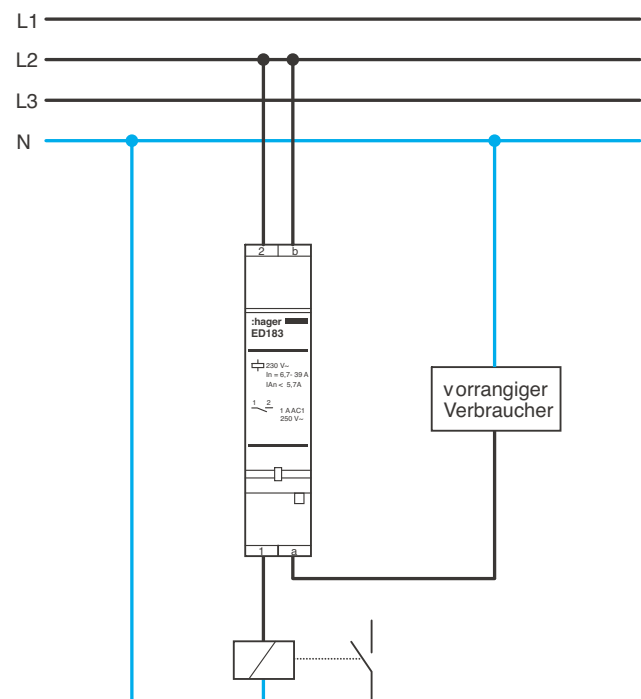 L1
L2
L3
N
2 b
:hager
ED183
230 V~
In = 6,7- 39 A
IAn < 5,7A
1 2
1 A AC1
250 V~
vorrangiger
Verbraucher
1 a